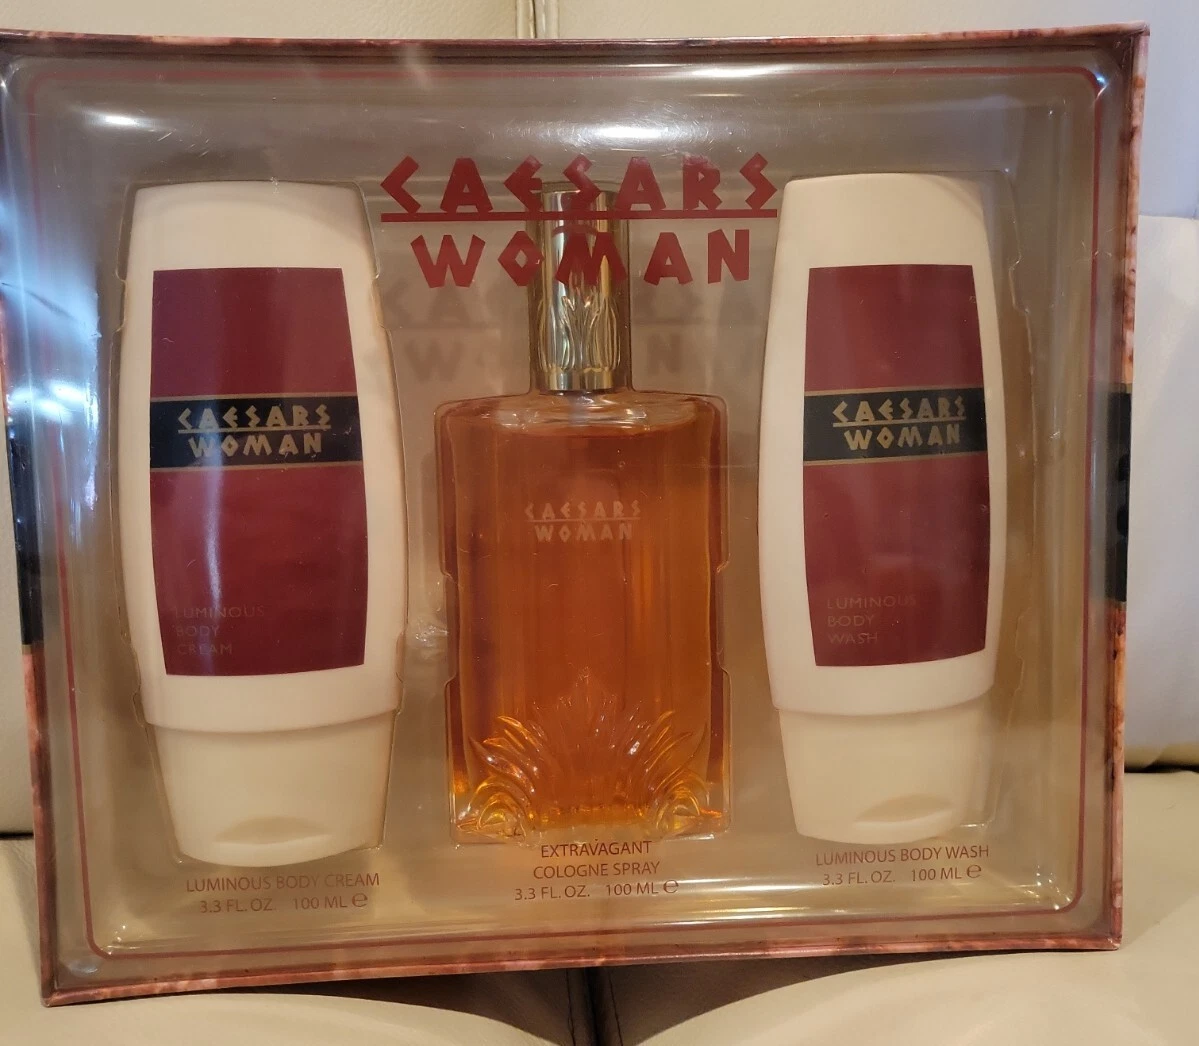 CAESARS
WOMAN
CAESARS
WOMAN
LUMINOUS
BODY
CREAM
CAESARS
WOMAN
CAESARS
WOMAN
LUMINOUS
BODY
WASH
LUMINOUS BODY CREAM
3.3 FL. OZ. 100 ML ℮
EXTRAVAGANT
COLOGNE SPRAY
3.3 FL. OZ. 100 ML ℮
LUMINOUS BODY WASH
3.3 FL. OZ. 100 ML ℮